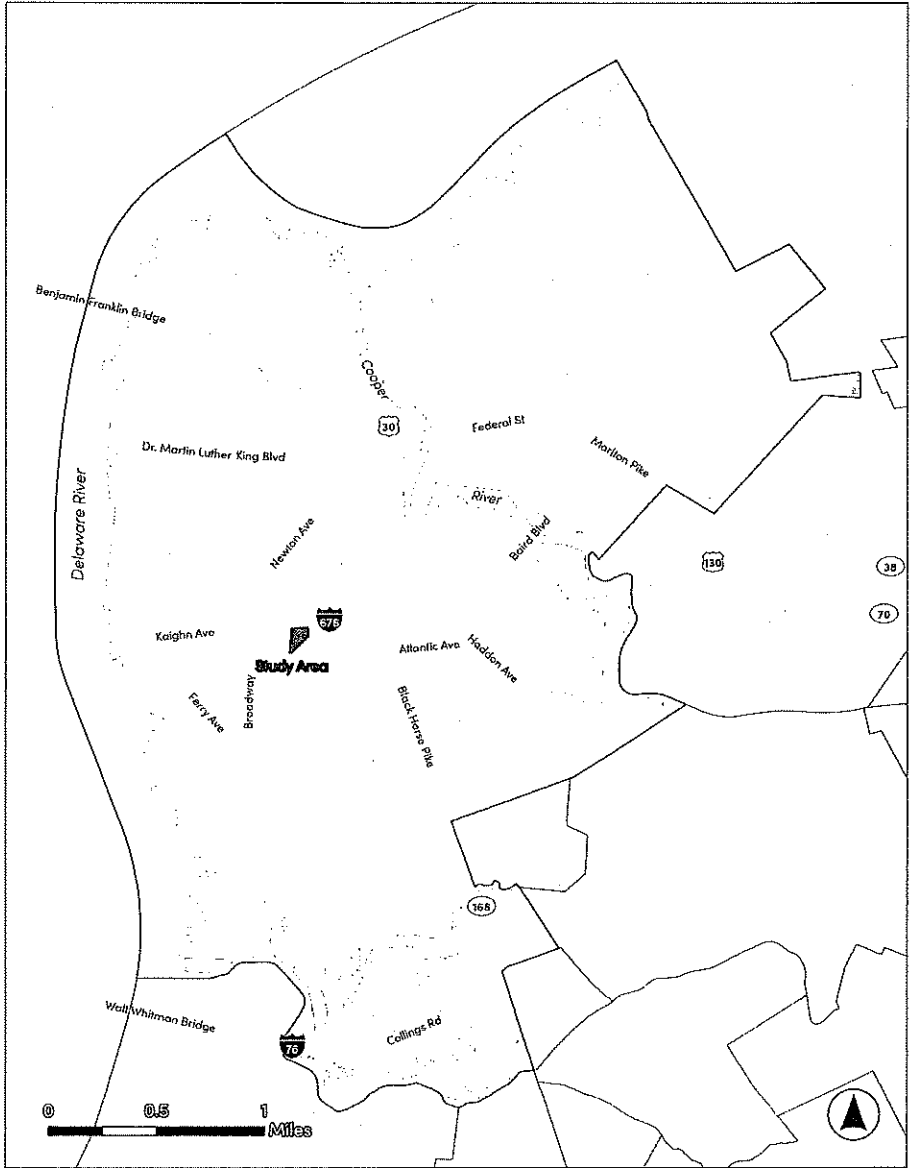 Benjamin Franklin Bridge
Cooper
30
Federal St
Marlton Pike
Dr. Martin Luther King Blvd
Delaware River
River
Newton Ave
Baird Blvd
130
38
70
676
Kaighn Ave
Study Area
Atlantic Ave
Haddon Ave
Ferry Ave
Broadway
Black Horse Pike
168
Walt Whitman Bridge
Collings Rd
76
0 0.5 1
Miles